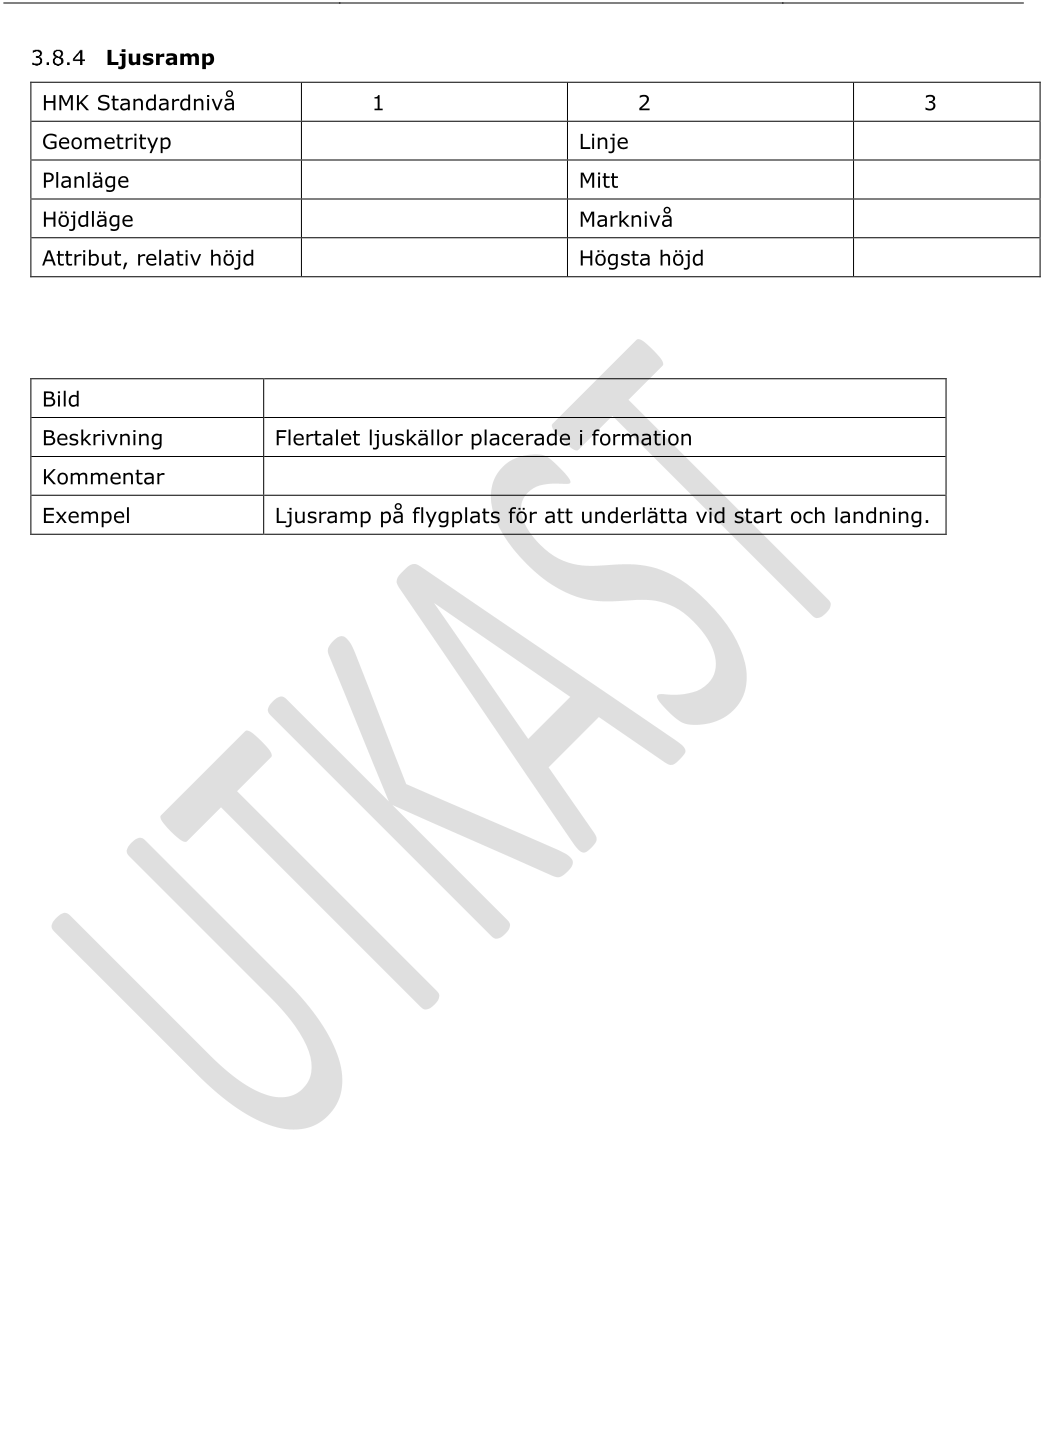 3.8.4 Ljusramp
HMK Standardnivå 1 2 3
Geometrityp Linje
Planläge Mitt
Höjdläge Marknivå
Attribut, relativ höjd Högsta höjd
Bild
Beskrivning Flertalet ljuskällor placerade i formation
Kommentar
Exempel Ljusramp på flygplats för att underlätta vid start och landning.
UTKAST